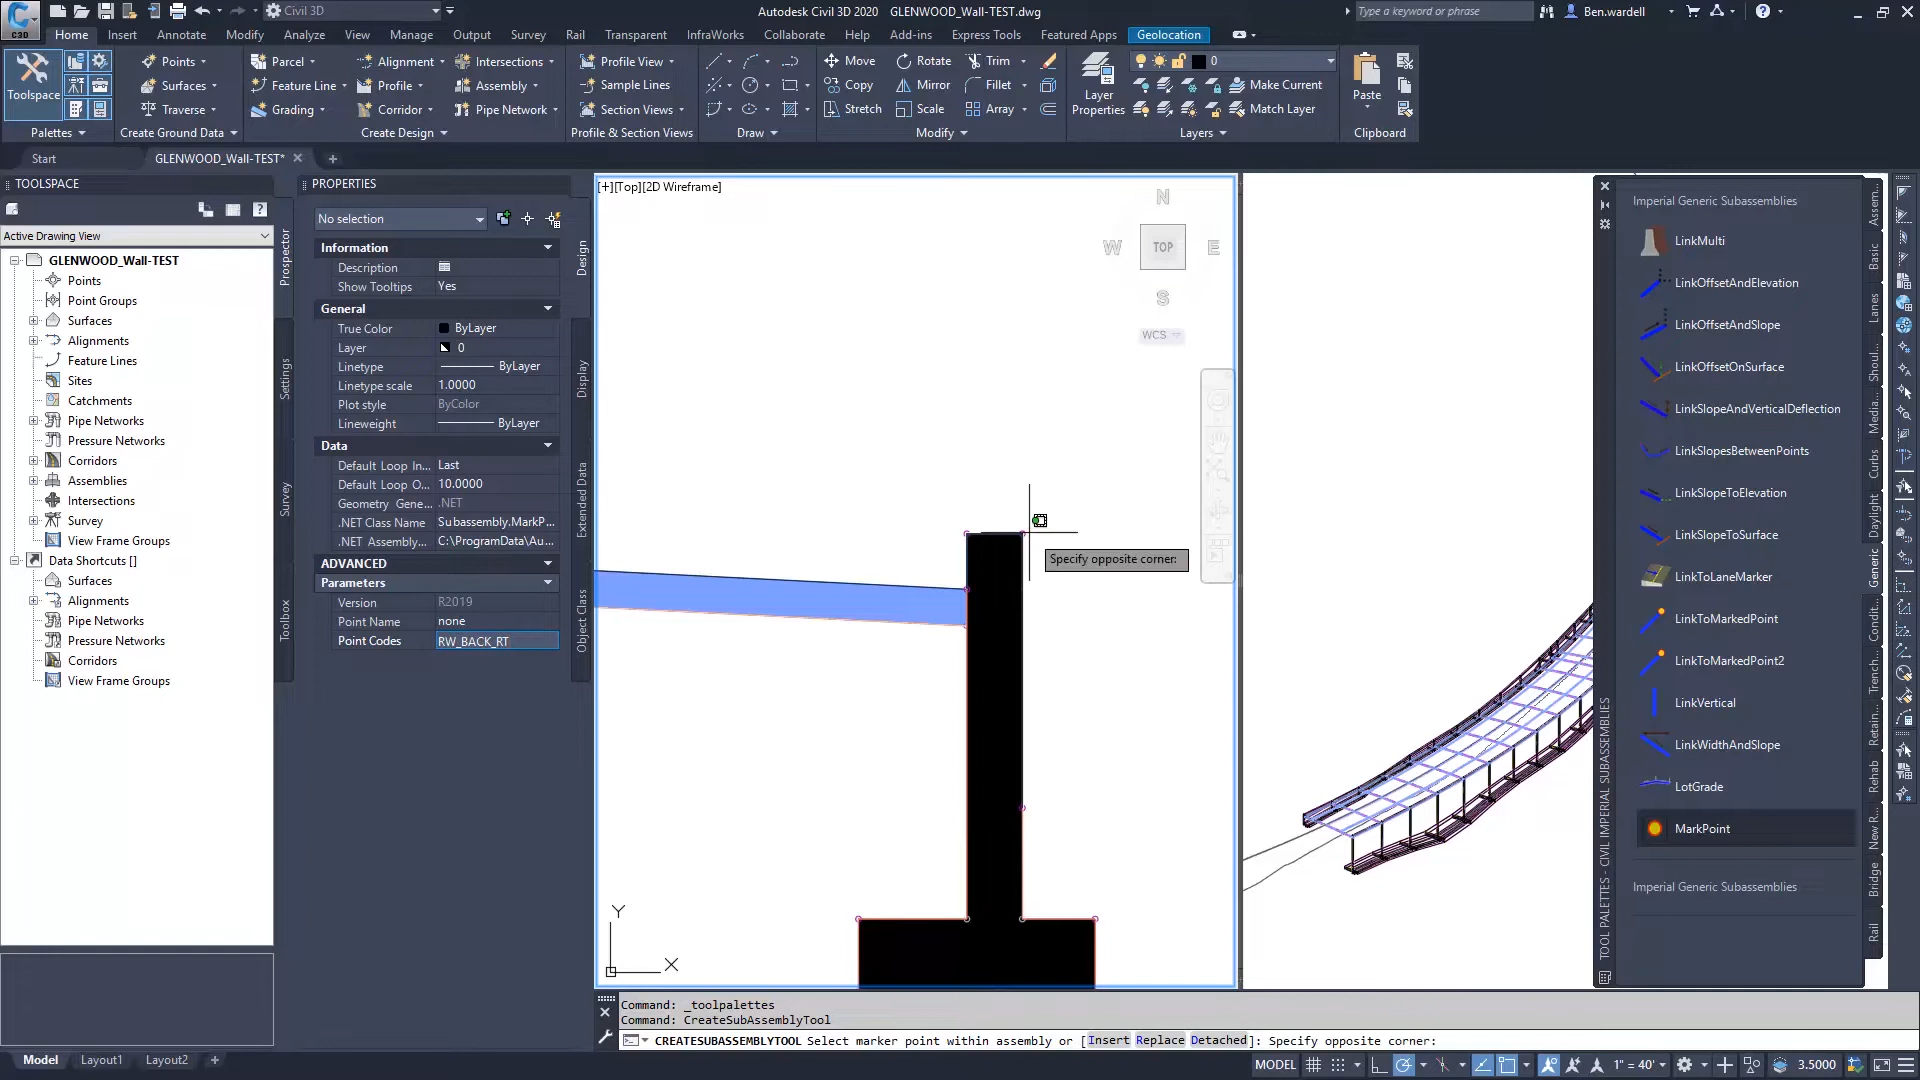 C3D
Civil 3D
Autodesk Civil 3D 2020
GLENWOOD_Wall-TEST.dwg
Type a keyword or phrase
Ben.wardell
Home
Insert
Annotate
Modify
Analyze
View
Manage
Output
Survey
Rail
Transparent
InfraWorks
Collaborate
Help
Add-ins
Express Tools
Featured Apps
Geolocation
Toolspace
Palettes
Points
Surfaces
Traverse
Create Ground Data
Parcel
Feature Line
Grading
Alignment
Profile
Corridor
Intersections
Assembly
Pipe Network
Create Design
Profile View
Sample Lines
Section Views
Profile & Section Views
Draw
Move
Copy
Stretch
Rotate
Mirror
Scale
Trim
Fillet
Array
Modify
Layer
Properties
0
Make Current
Match Layer
Layers
Paste
Clipboard
Start
GLENWOOD_Wall-TEST*
TOOLSPACE
Active Drawing View
GLENWOOD_Wall-TEST
Points
Point Groups
Surfaces
Alignments
Feature Lines
Sites
Catchments
Pipe Networks
Pressure Networks
Corridors
Assemblies
Intersections
Survey
View Frame Groups
Data Shortcuts []
Surfaces
Alignments
Pipe Networks
Pressure Networks
Corridors
View Frame Groups
Prospector
Settings
Survey
Toolbox
PROPERTIES
No selection
Information
Description
Show Tooltips Yes
General
True Color ByLayer
Layer 0
Linetype ByLayer
Linetype scale 1.0000
Plot style ByColor
Lineweight ByLayer
Data
Default Loop In... Last
Default Loop O... 10.0000
Geometry Gene... .NET
.NET Class Name Subassembly.MarkP...
.NET Assembly... C:\ProgramData\Au...
ADVANCED
Parameters
Version R2019
Point Name none
Point Codes RW_BACK_RT
Design
Display
Extended Data
Object Class
[+][Top][2D Wireframe]
N
W TOP E
S
WCS
Specify opposite corner:
Y
X
Imperial Generic Subassemblies
LinkMulti
LinkOffsetAndElevation
LinkOffsetAndSlope
LinkOffsetOnSurface
LinkSlopeAndVerticalDeflection
LinkSlopesBetweenPoints
LinkSlopeToElevation
LinkSlopeToSurface
LinkToLaneMarker
LinkToMarkedPoint
LinkToMarkedPoint2
LinkVertical
LinkWidthAndSlope
LotGrade
MarkPoint
Imperial Generic Subassemblies
TOOL PALETTES - CIVIL IMPERIAL SUBASSEMBLIES
Assem...
Basic
Lanes
Shoul...
Media...
Curbs
Daylight
Generic
Condit...
Trench...
Retain...
Rehab
New R...
Bridge
Rail
Command: _toolpalettes
Command: CreateSubAssemblyTool
CREATESUBASSEMBLYTOOL Select marker point within assembly or [Insert Replace Detached]: Specify opposite corner:
Model
Layout1
Layout2
MODEL
1" = 40'
3.5000